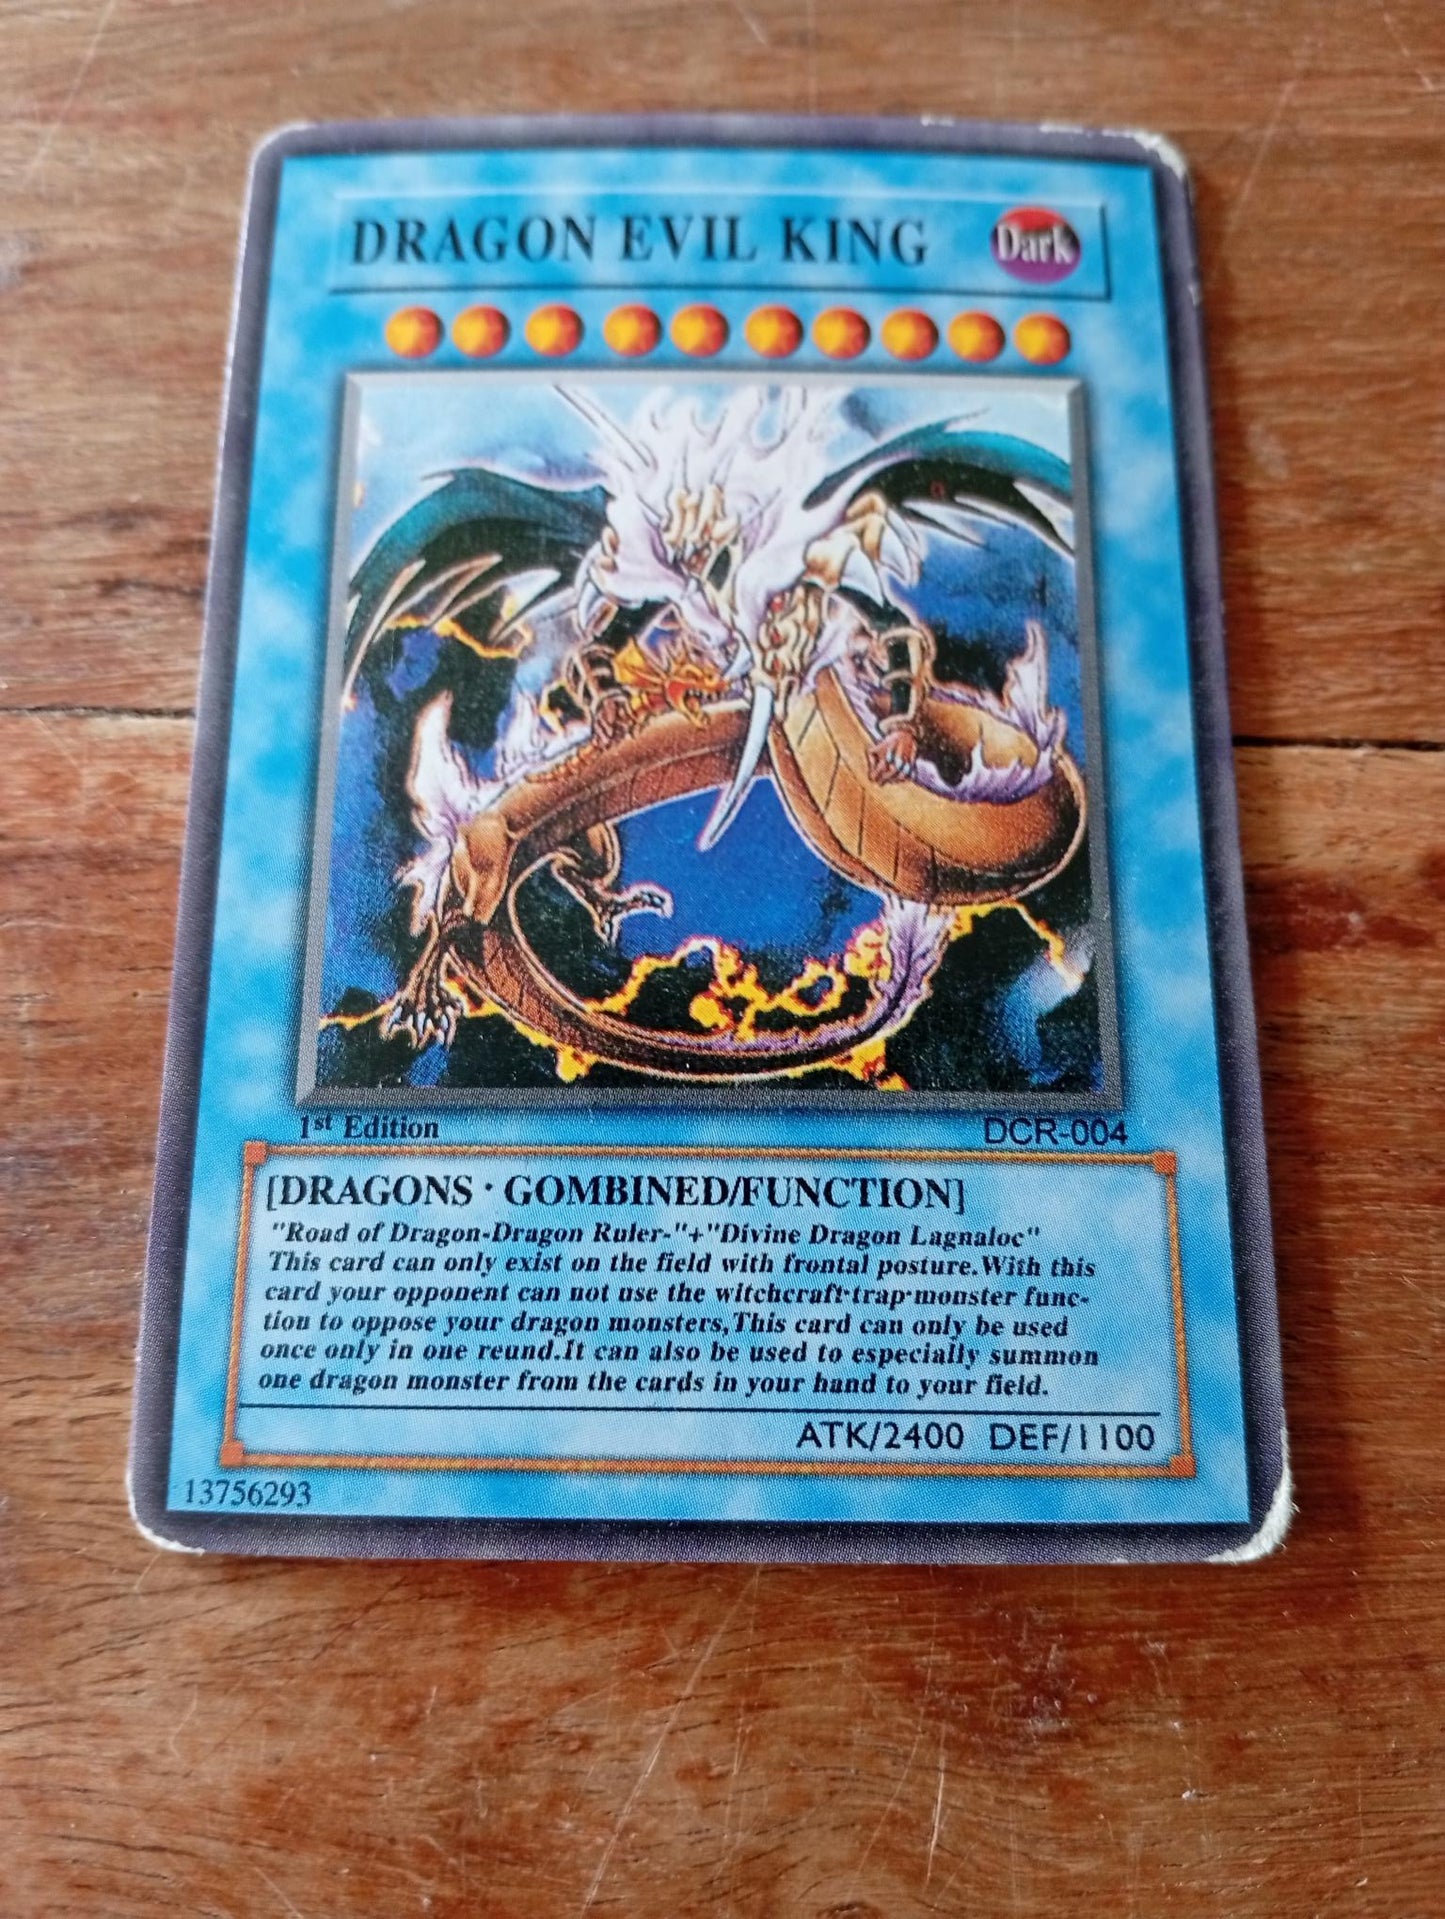 DRAGON EVIL KING
Dark
1st Edition
DCR-004
[DRAGONS · GOMBINED/FUNCTION]
"Road of Dragon-Dragon Ruler-"+"Divine Dragon Lagnaloc"
This card can only exist on the field with frontal posture.With this
card your opponent can not use the witchcraft·trap·monster func-
tion to oppose your dragon monsters,This card can only be used
once only in one reund.It can also be used to especially summon
one dragon monster from the cards in your hand to your field.
ATK/2400 DEF/1100
13756293